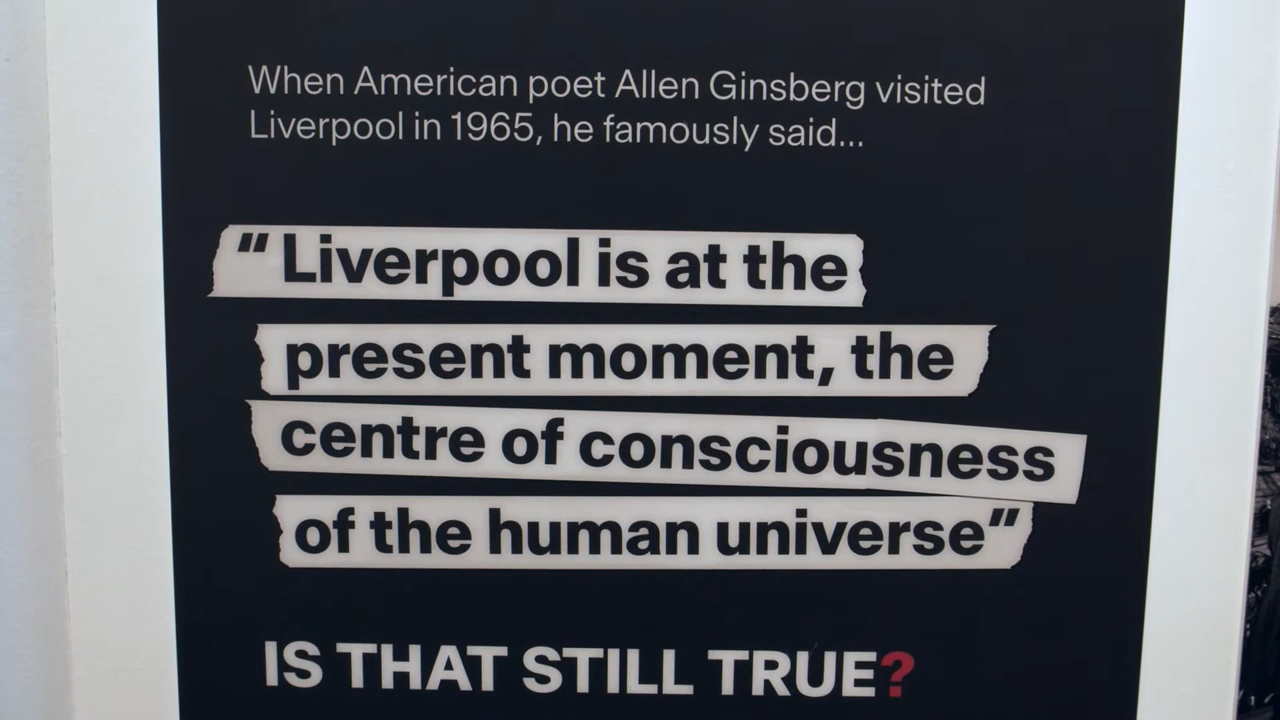 When American poet Allen Ginsberg visited
Liverpool in 1965, he famously said...
"Liverpool is at the
present moment, the
centre of consciousness
of the human universe"
IS THAT STILL TRUE?